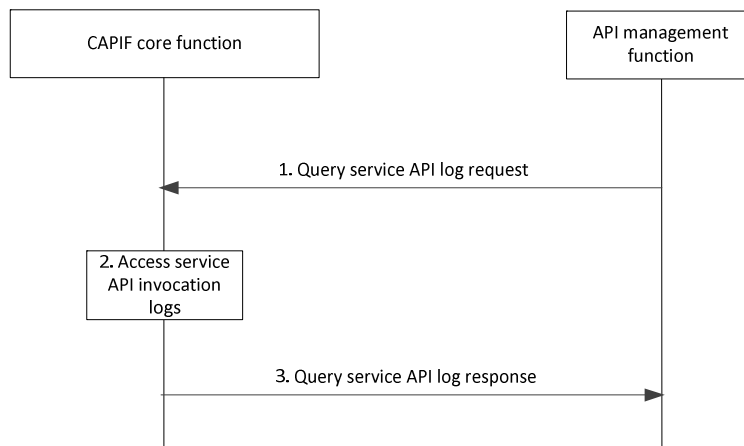 CAPIF core function
API management
function
1. Query service API log request
2. Access service
API invocation
logs
3. Query service API log response